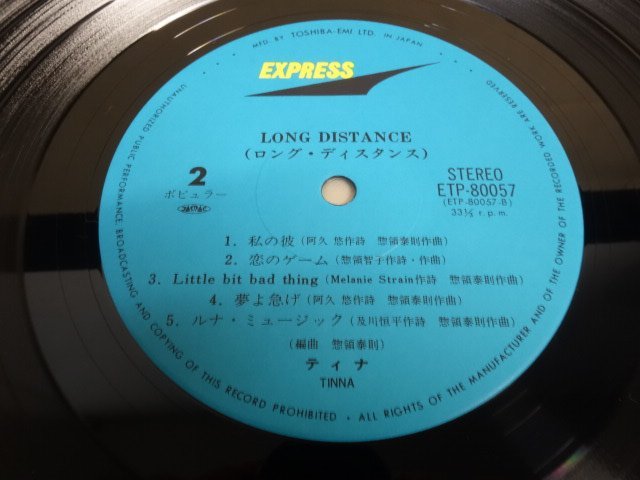 MFD. BY TOSHIBA-EMI LTD. IN JAPAN
EXPRESS
LONG DISTANCE
(ロング・ディスタンス)
2
ポピュラー
STEREO
ETP-80057
(ETP-80057-B)
33⅓ r.p.m.
1. 私の彼(阿久 悠作詩 惣領泰則作曲)
2. 恋のゲーム(惣領智子作詩・作曲)
3. Little bit bad thing (Melanie Strain作詩 惣領泰則作曲)
4. 夢よ急げ(阿久 悠作詩 惣領泰則作曲)
5. ルナ・ミュージック(及川恒平作詩 惣領泰則作曲)
(編曲 惣領泰則)
ティナ
TINNA
UNAUTHORIZED PUBLIC PERFORMANCE, BROADCASTING AND COPYING OF THIS RECORD PROHIBITED • ALL RIGHTS OF THE MANUFACTURER AND OF THE OWNER OF THE RECORDED WORK ARE RESERVED